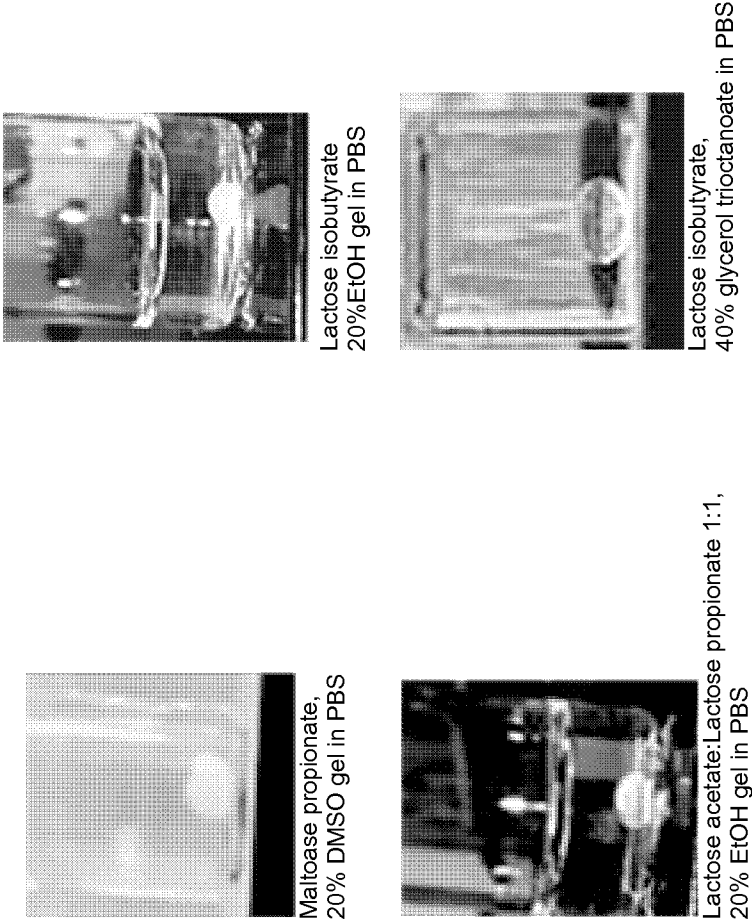 Maltoase propionate,
20% DMSO gel in PBS
Lactose isobutyrate
20%EtOH gel in PBS
Lactose acetate:Lactose propionate 1:1,
20% EtOH gel in PBS
Lactose isobutyrate,
40% glycerol trioctanoate in PBS